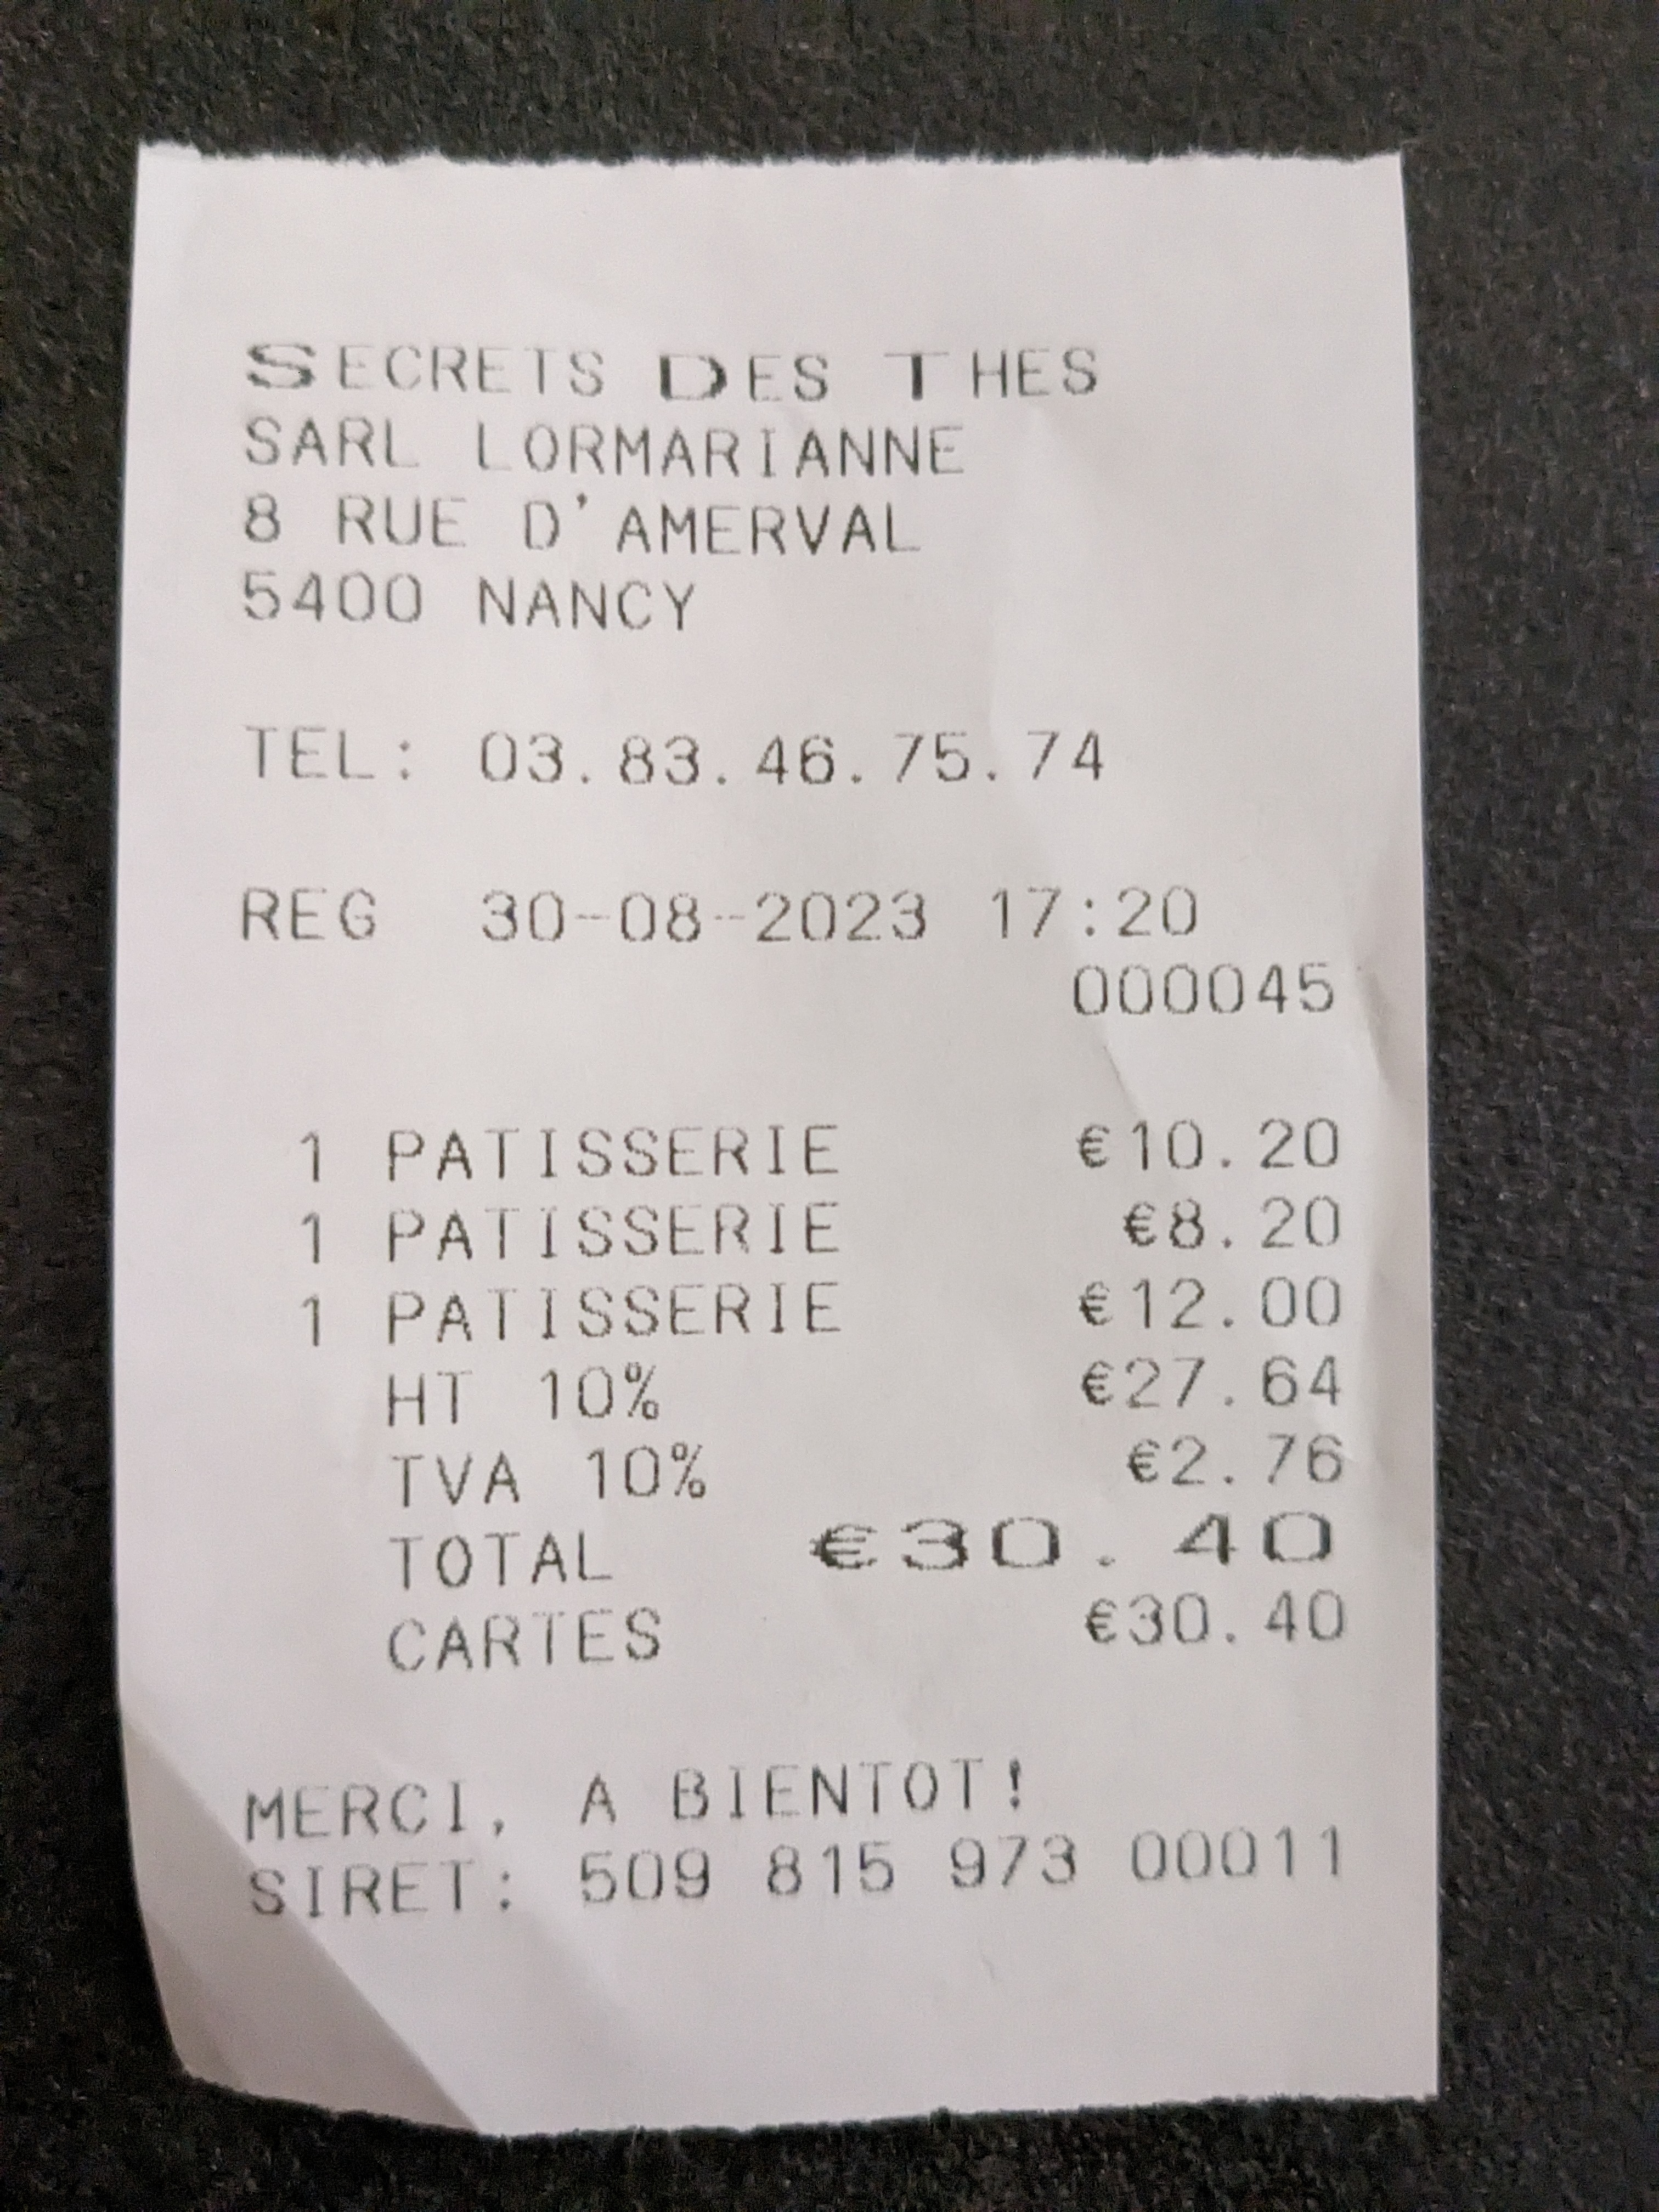 SECRETS DES THES
SARL LORMARIANNE
8 RUE D'AMERVAL
5400 NANCY
TEL: 03.83.46.75.74
REG 30-08-2023 17:20
000045
1 PATISSERIE €10.20
1 PATISSERIE €8.20
1 PATISSERIE €12.00
HT 10% €27.64
TVA 10% €2.76
TOTAL €30.40
CARTES €30.40
MERCI, A BIENTOT!
SIRET: 509 815 973 00011